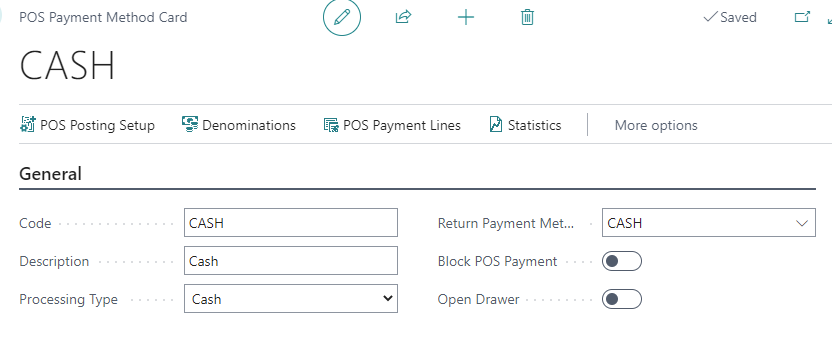 POS Payment Method Card
Saved
CASH
POS Posting Setup Denominations POS Payment Lines Statistics More options
General
Code CASH Return Payment Met... CASH
Description Cash Block POS Payment
Processing Type Cash Open Drawer